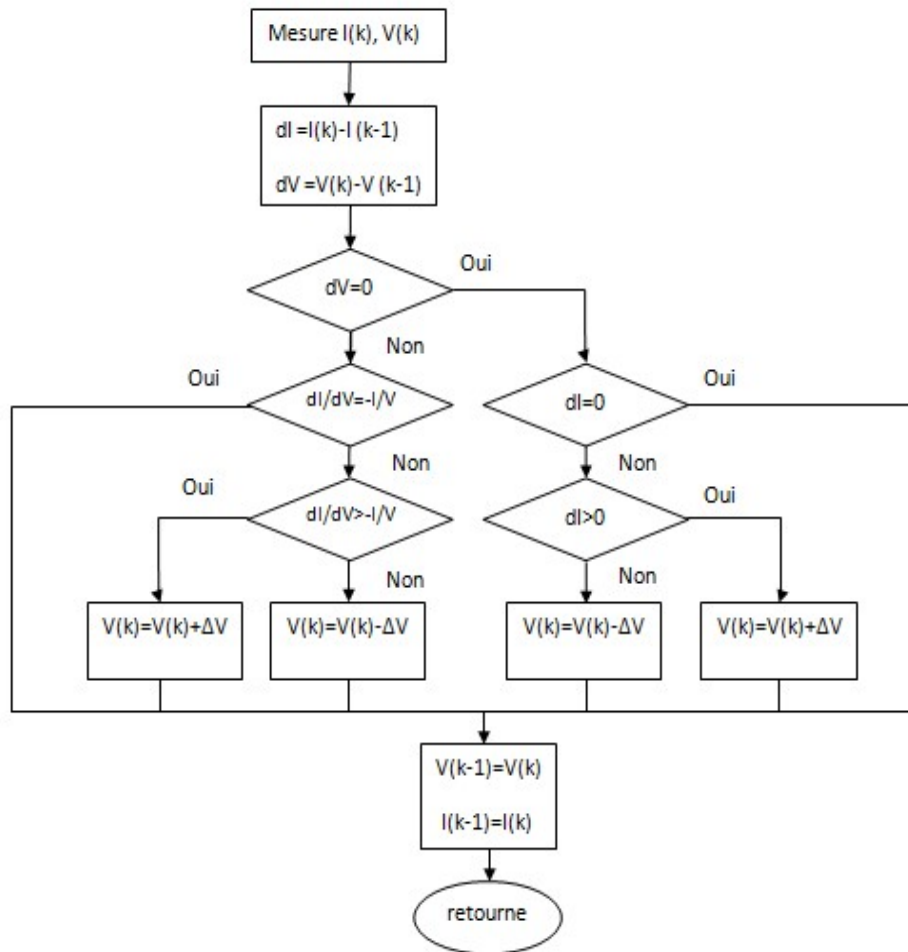 Mesure I(k), V(k)
dI =I(k)-I (k-1)
dV =V(k)-V (k-1)
dV=0
Oui
Non
Oui
dI/dV=-I/V
dI=0
Oui
Non
Non
Oui
dI/dV>-I/V
dI>0
Oui
Non
Non
V(k)=V(k)+ΔV
V(k)=V(k)-ΔV
V(k)=V(k)-ΔV
V(k)=V(k)+ΔV
V(k-1)=V(k)
I(k-1)=I(k)
retourne